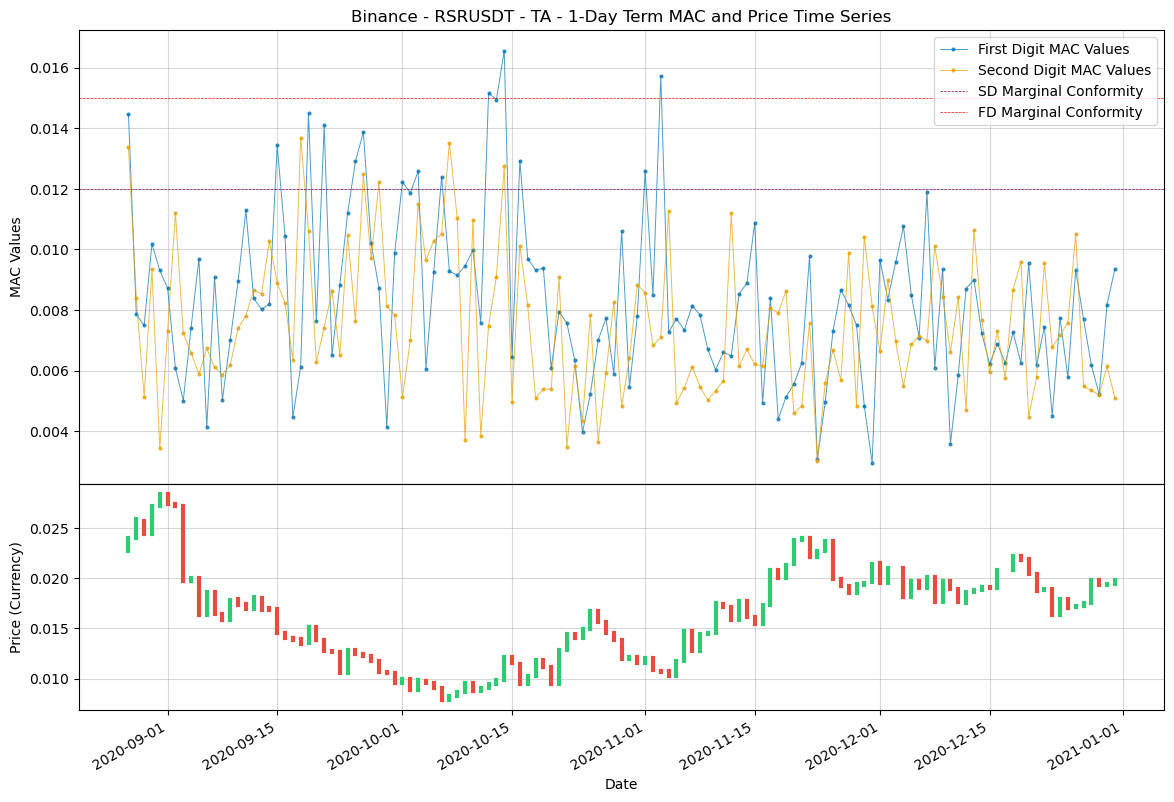 Binance - RSRUSDT - TA - 1-Day Term MAC and Price Time Series
First Digit MAC Values
Second Digit MAC Values
SD Marginal Conformity
FD Marginal Conformity
MAC Values
0.016
0.014
0.012
0.010
0.008
0.006
0.004
Price (Currency)
0.025
0.020
0.015
0.010
2020-09-01
2020-09-15
2020-10-01
2020-10-15
2020-11-01
2020-11-15
2020-12-01
2020-12-15
2021-01-01
Date